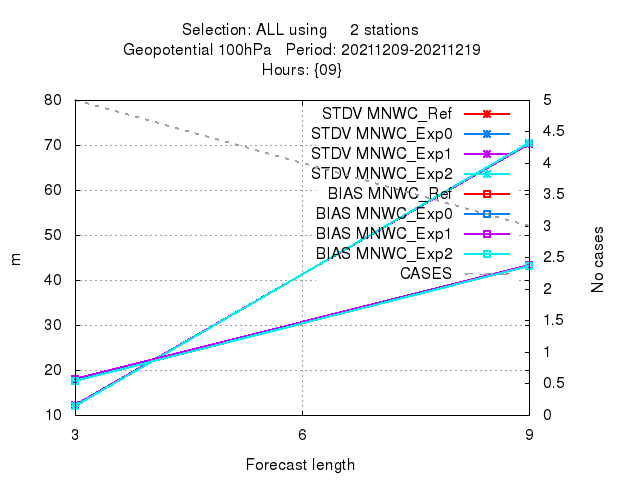 Selection: ALL using     2 stations
Geopotential 100hPa   Period: 20211209-20211219
Hours: {09}
80
70
60
50
40
30
20
10
m
5
4.5
4
3.5
3
2.5
2
1.5
1
0.5
0
No cases
STDV MNWC_Ref
STDV MNWC_Exp0
STDV MNWC_Exp1
STDV MNWC_Exp2
BIAS MNWC_Ref
BIAS MNWC_Exp0
BIAS MNWC_Exp1
BIAS MNWC_Exp2
CASES
3 6 9
Forecast length